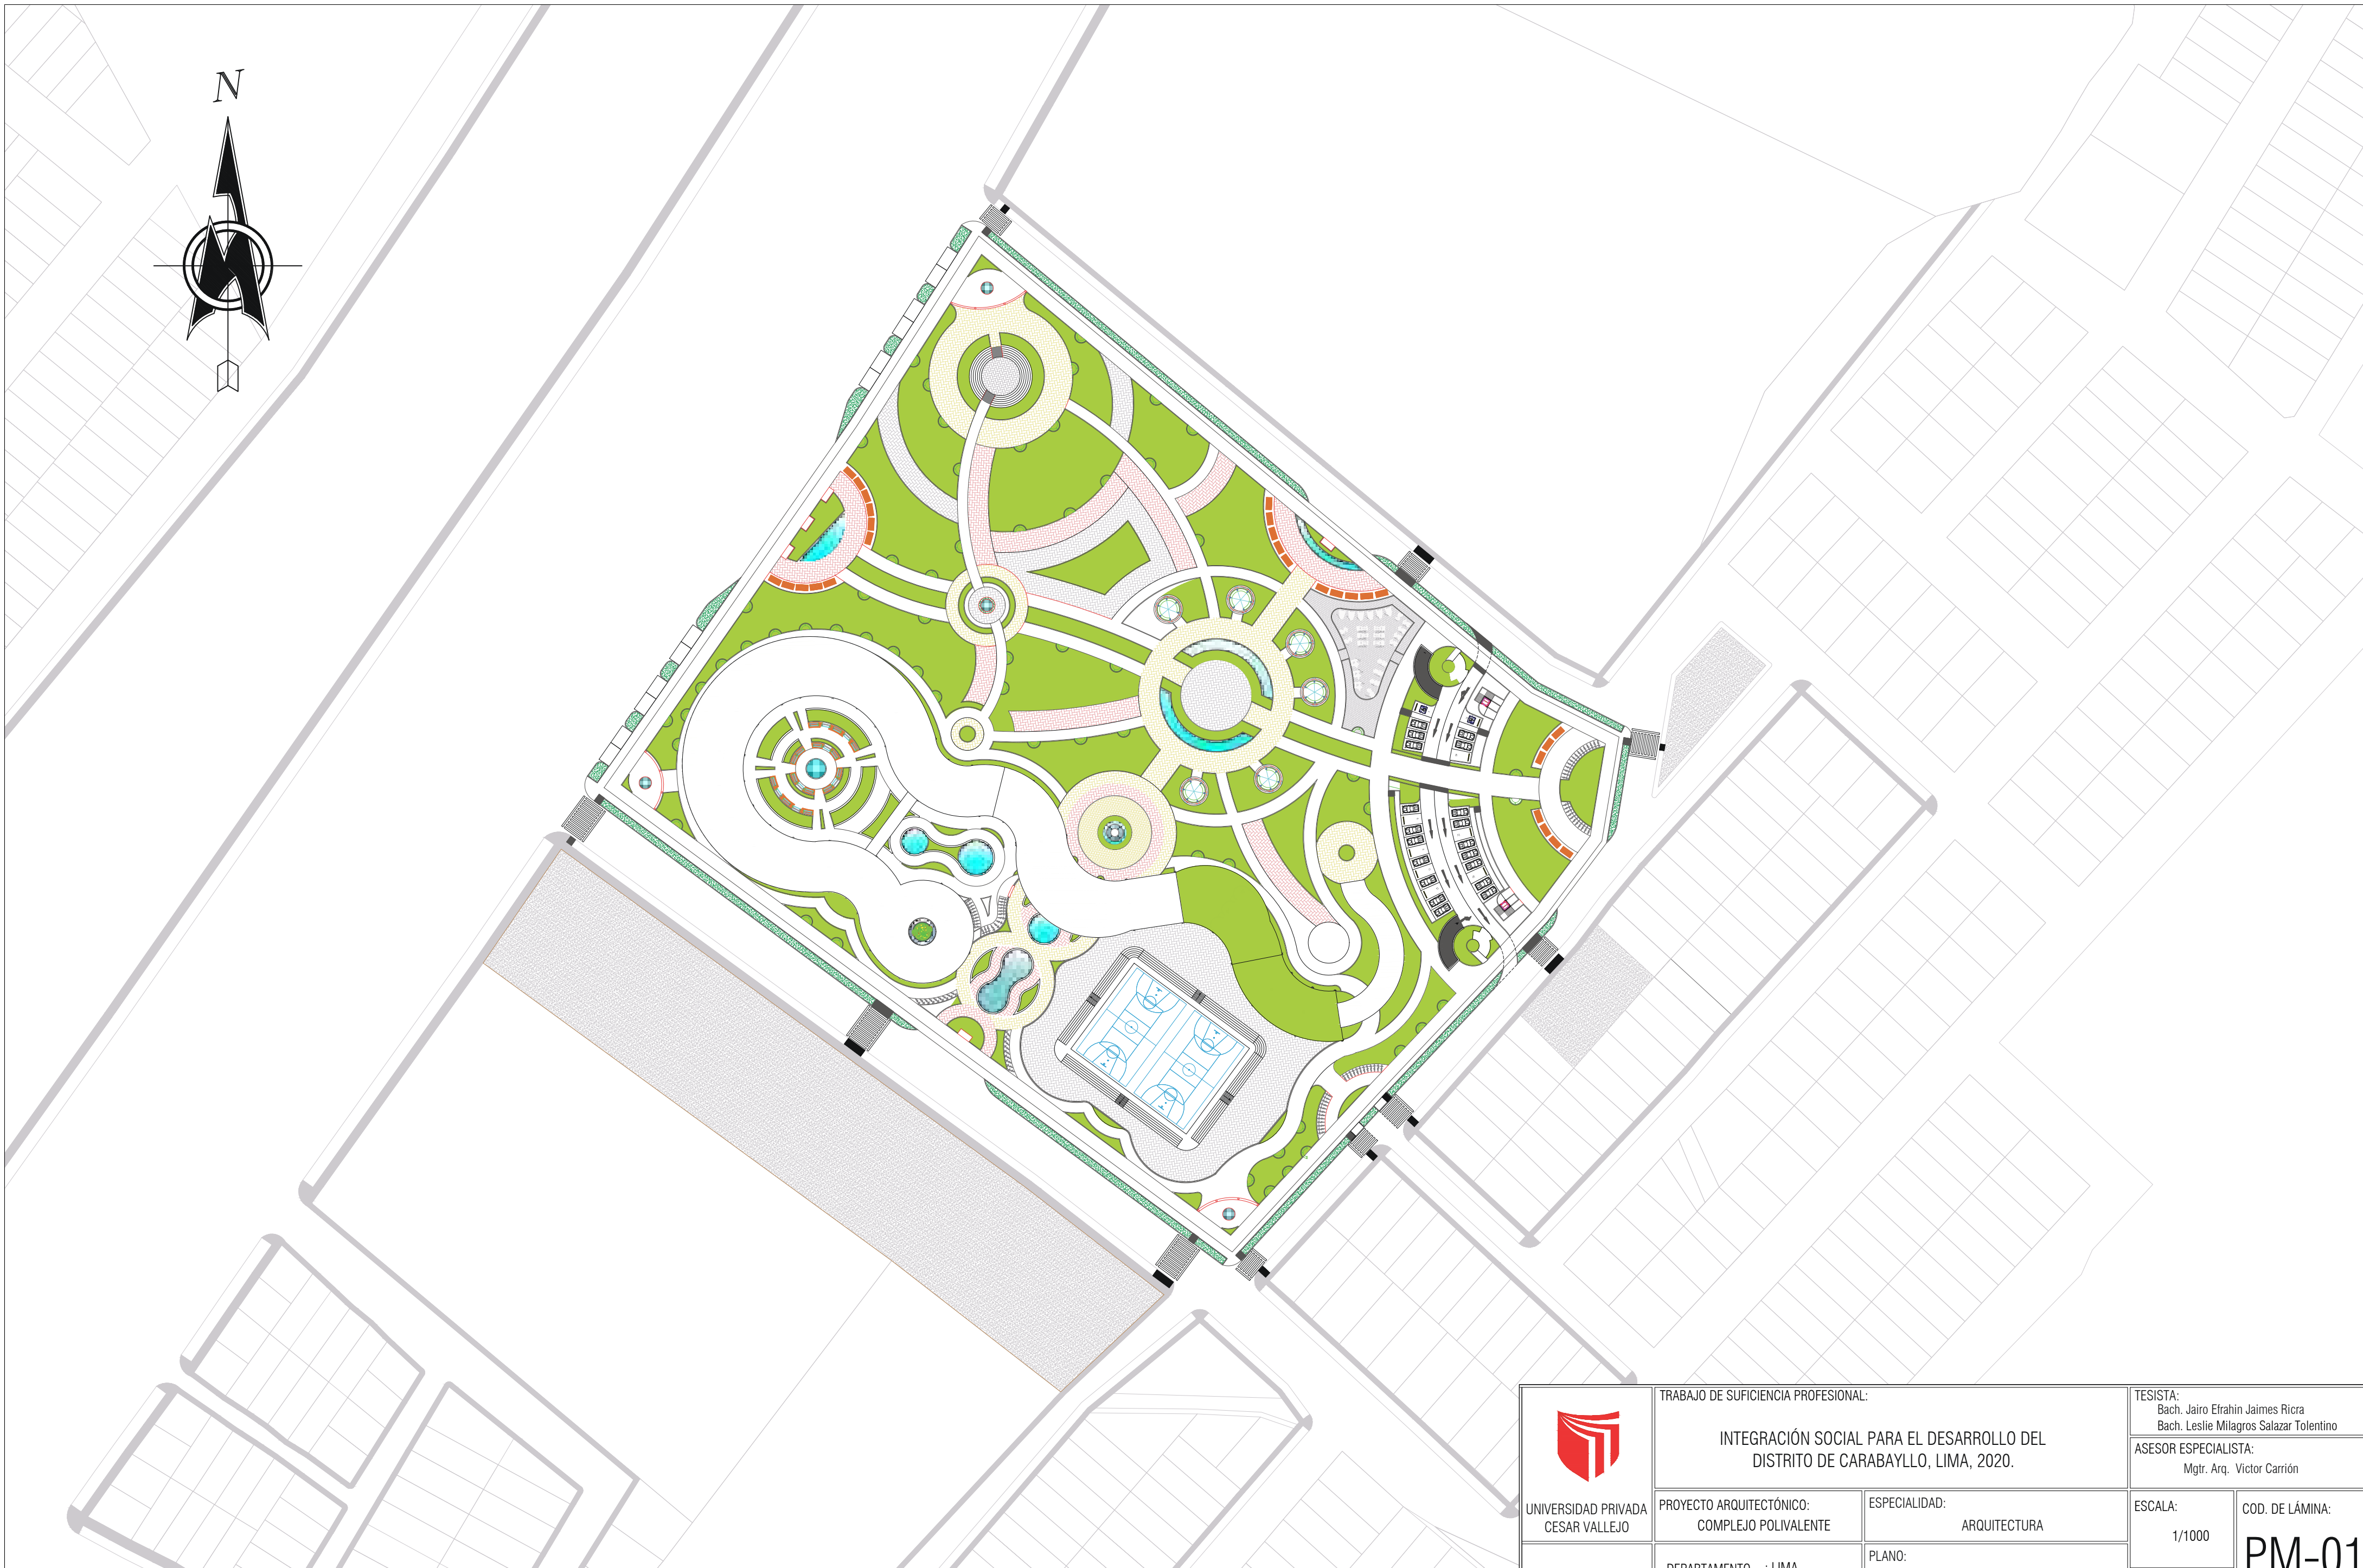 N
TRABAJO DE SUFICIENCIA PROFESIONAL:
INTEGRACIÓN SOCIAL PARA EL DESARROLLO DEL
DISTRITO DE CARABAYLLO, LIMA, 2020.
TESISTA:
Bach. Jairo Efrahin Jaimes Ricra
Bach. Leslie Milagros Salazar Tolentino
ASESOR ESPECIALISTA:
Mgtr. Arq. Victor Carrión
UNIVERSIDAD PRIVADA
CESAR VALLEJO
PROYECTO ARQUITECTÓNICO:
COMPLEJO POLIVALENTE
ESPECIALIDAD:
ARQUITECTURA
ESCALA:
1/1000
COD. DE LÁMINA:
PM-01
DEPARTAMENTO : LIMA
PLANO: